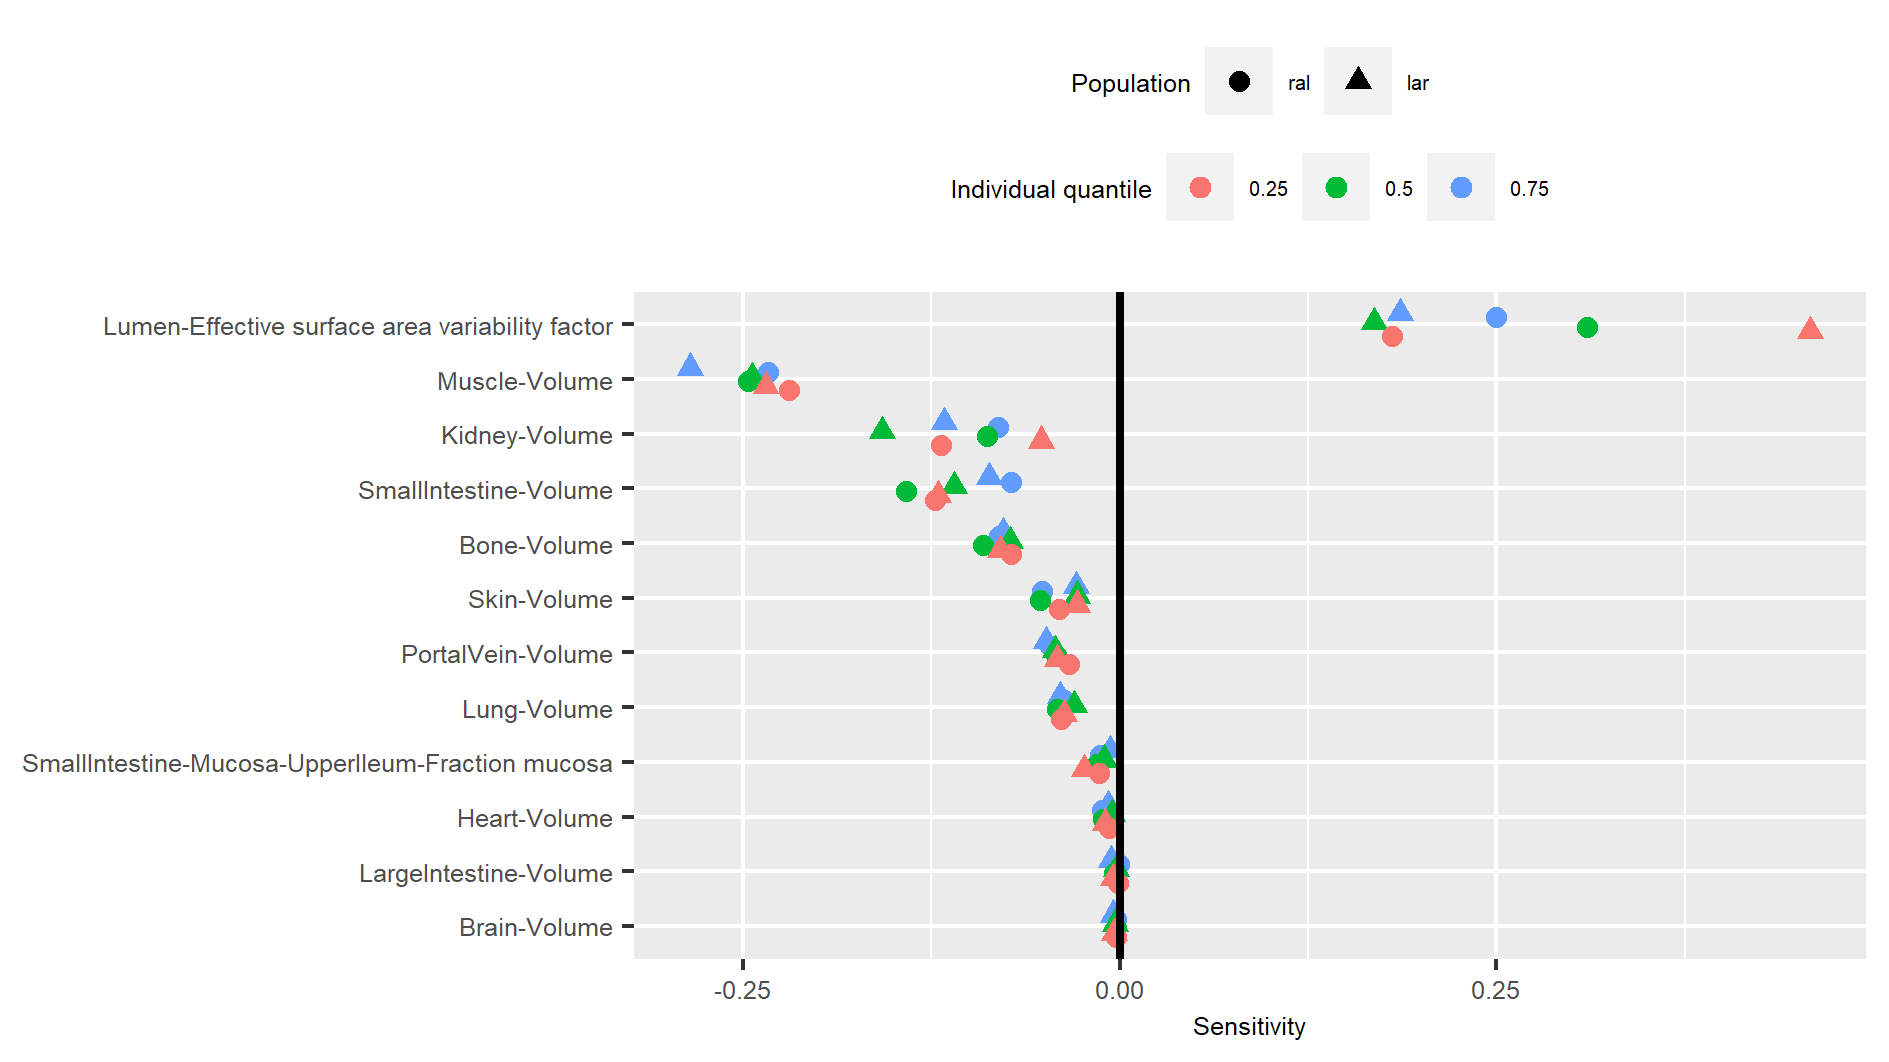 Population ral lar
Individual quantile 0.25 0.5 0.75
Lumen-Effective surface area variability factor
Muscle-Volume
Kidney-Volume
SmallIntestine-Volume
Bone-Volume
Skin-Volume
PortalVein-Volume
Lung-Volume
SmallIntestine-Mucosa-UpperIleum-Fraction mucosa
Heart-Volume
LargeIntestine-Volume
Brain-Volume
-0.25 0.00 0.25
Sensitivity